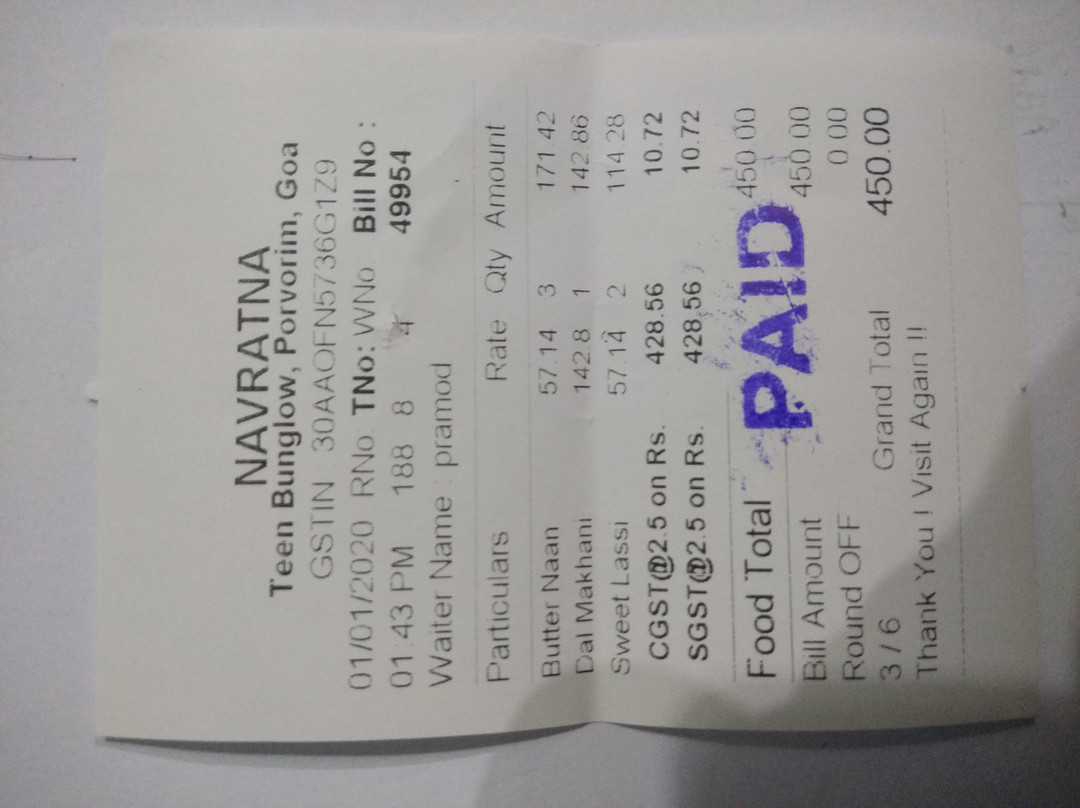 NAVRATNA
Teen Bunglow, Porvorim, Goa
GSTIN : 30AAOFN5736G1Z9
01/01/2020 RNo. TNo: WNo. Bill No :
01:43 PM 188 8 4 49954
Waiter Name : pramod
Particulars Rate Qty Amount
Butter Naan 57.14 3 171.42
Dal Makhani 142.8 1 142.86
Sweet Lassi 57.14 2 114.28
CGST@2.5 on Rs. 428.56 10.72
SGST@2.5 on Rs. 428.56 10.72
Food Total 450.00
PAID
Bill Amount 450.00
Round OFF 0.00
3 / 6 Grand Total 450.00
Thank You ! Visit Again !!